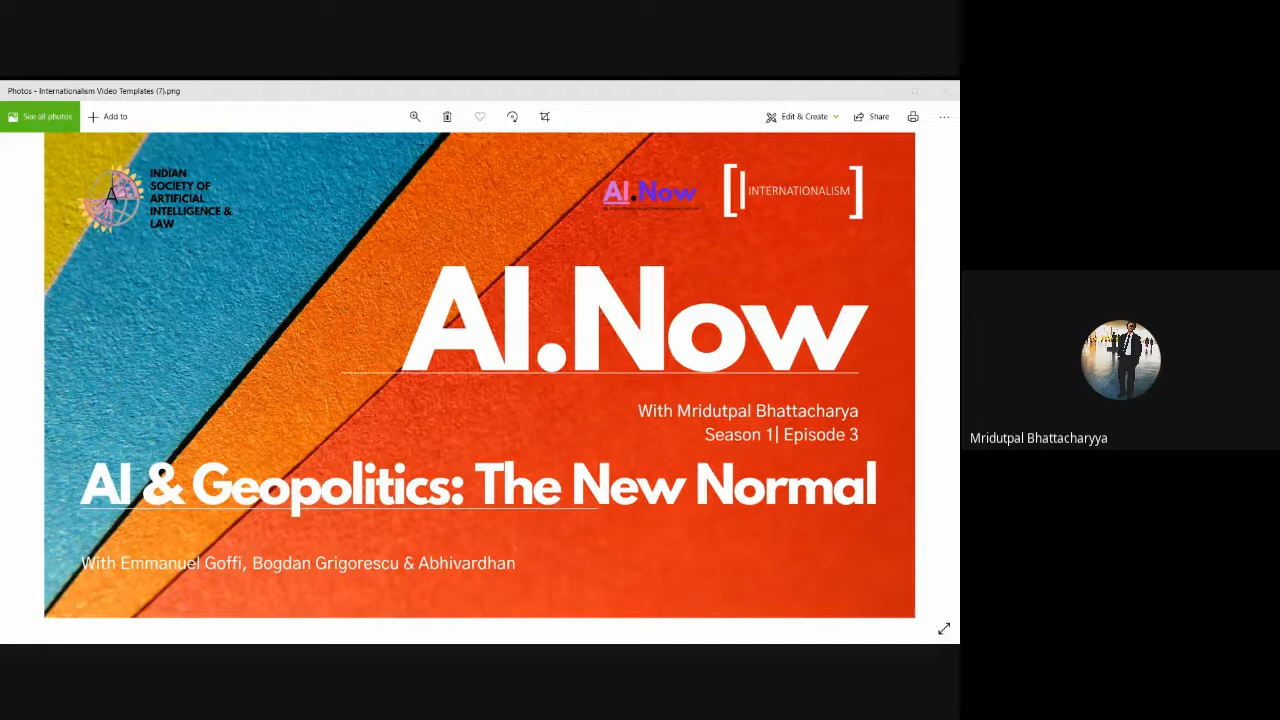 Photos - Internationalism Video Templates (7).png
See all photos
Add to
Edit & Create
Share
INDIAN
SOCIETY OF
ARTIFICIAL
INTELLIGENCE &
LAW
AI.Now
INTERNATIONALISM
AI.Now
With Mridutpal Bhattacharya
Season 1| Episode 3
AI & Geopolitics: The New Normal
With Emmanuel Goffi, Bogdan Grigorescu & Abhivardhan
Mridutpal Bhattacharyya